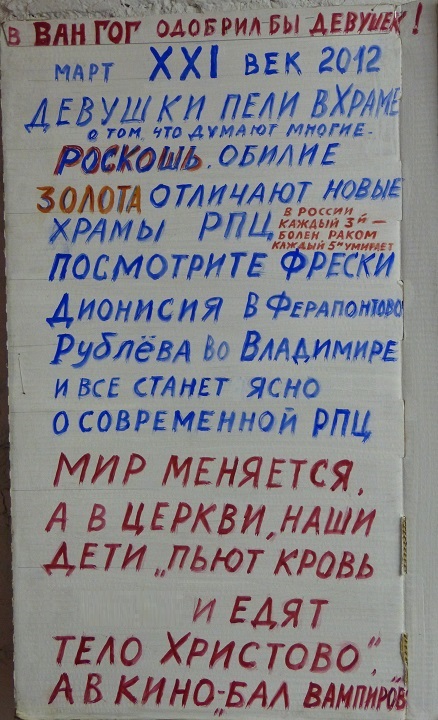 В ВАН ГОГ ОДОБРИЛ БЫ ДЕВУШЕК!
МАРТ XXI ВЕК 2012
ДЕВУШКИ ПЕЛИ В ХРАМЕ
О ТОМ, ЧТО ДУМАЮТ МНОГИЕ.
РОСКОШЬ, ОБИЛИЕ
ЗОЛОТА ОТЛИЧАЮТ НОВЫЕ
ХРАМЫ РПЦ
В РОССИИ
КАЖДЫЙ 3й —
БОЛЕН РАКОМ
КАЖДЫЙ 5й УМИРАЕТ
ПОСМОТРИТЕ ФРЕСКИ
ДИОНИСИЯ В ФЕРАПОНТОВО
РУБЛЁВА ВО ВЛАДИМИРЕ
И ВСЕ СТАНЕТ ЯСНО
О СОВРЕМЕННОЙ РПЦ
МИР МЕНЯЕТСЯ,
А В ЦЕРКВИ, НАШИ
ДЕТИ „ПЬЮТ КРОВЬ
И ЕДЯТ
ТЕЛО ХРИСТОВО",
А В КИНО-„БАЛ ВАМПИРОВ